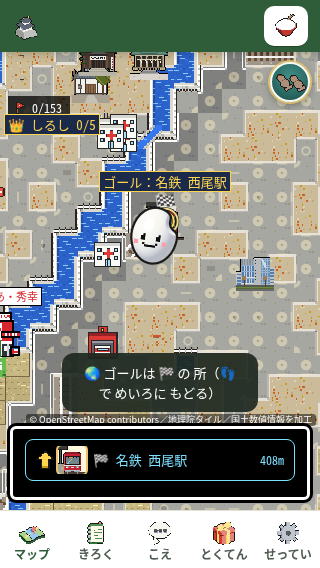 0/153
しるし 0/5
ゴール：名鉄 西尾駅
・秀幸
🌏 ゴールは 🏁 の 所（👣
で めいろに もどる）
© OpenStreetMap contributors／地理院タイル／国土数値情報を加工
名鉄 西尾駅
408m
マップ
きろく
こえ
とくてん
せってい